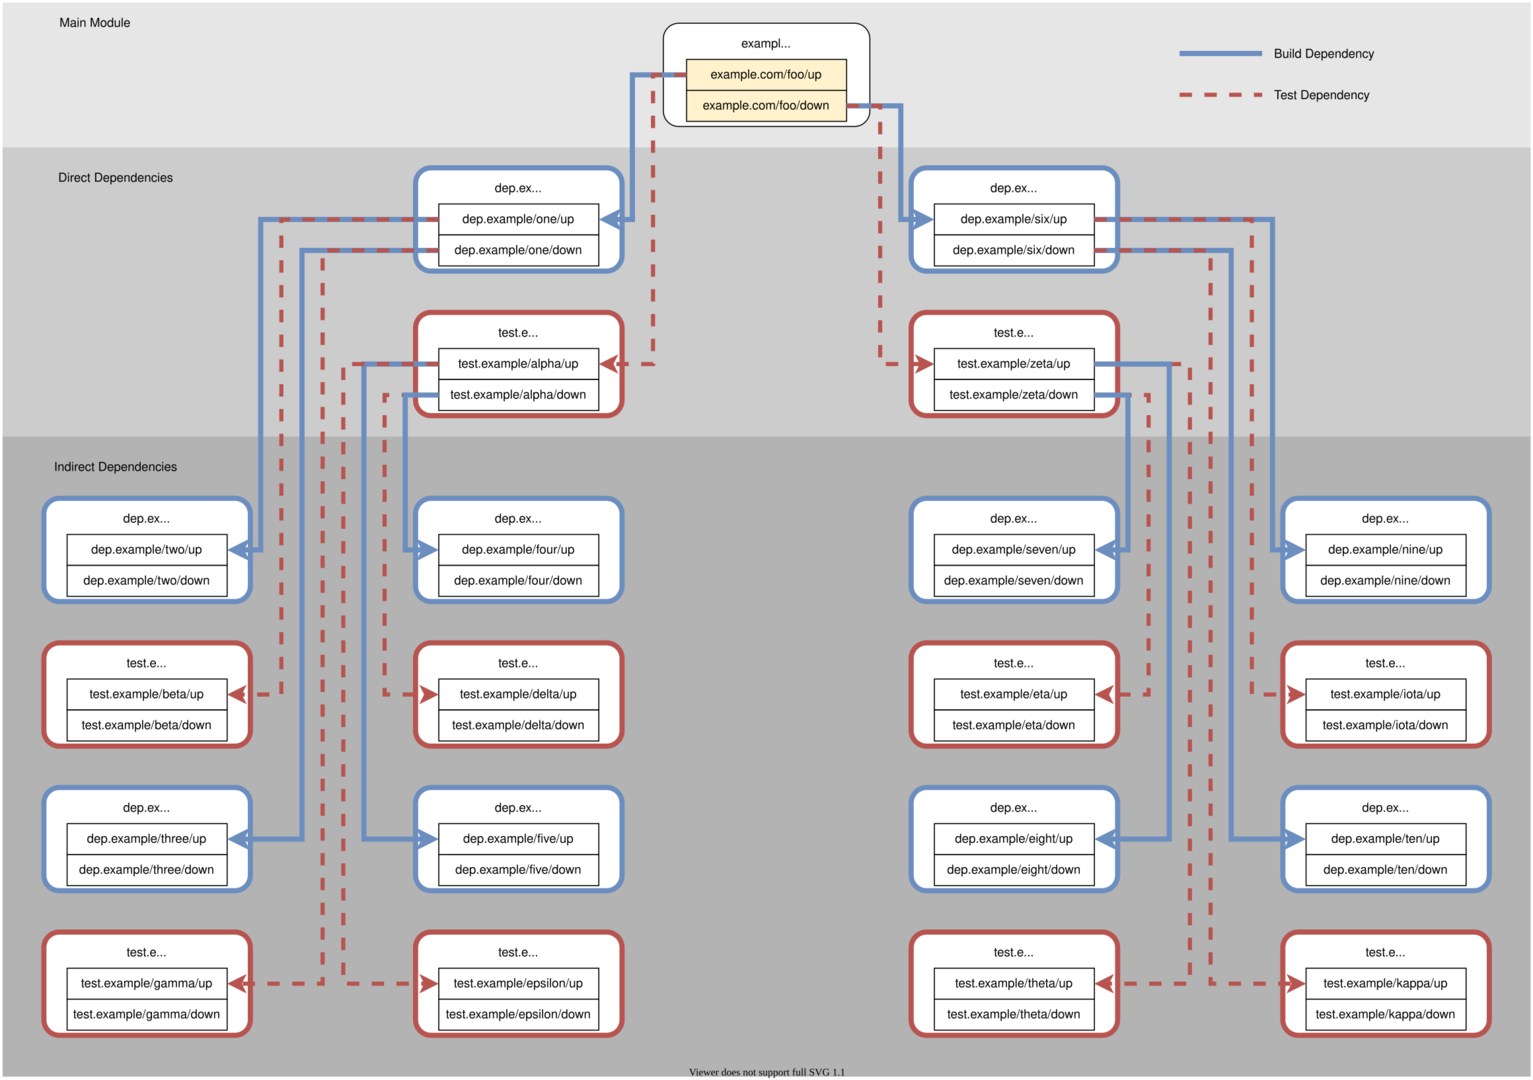 Main Module
exampl...
example.com/foo/up
example.com/foo/down
Build Dependency
Test Dependency
Direct Dependencies
dep.ex...
dep.example/one/up
dep.example/one/down
dep.ex...
dep.example/six/up
dep.example/six/down
test.e...
test.example/alpha/up
test.example/alpha/down
test.e...
test.example/zeta/up
test.example/zeta/down
Indirect Dependencies
dep.ex...
dep.example/two/up
dep.example/two/down
dep.ex...
dep.example/four/up
dep.example/four/down
dep.ex...
dep.example/seven/up
dep.example/seven/down
dep.ex...
dep.example/nine/up
dep.example/nine/down
test.e...
test.example/beta/up
test.example/beta/down
test.e...
test.example/delta/up
test.example/delta/down
test.e...
test.example/eta/up
test.example/eta/down
test.e...
test.example/iota/up
test.example/iota/down
dep.ex...
dep.example/three/up
dep.example/three/down
dep.ex...
dep.example/five/up
dep.example/five/down
dep.ex...
dep.example/eight/up
dep.example/eight/down
dep.ex...
dep.example/ten/up
dep.example/ten/down
test.e...
test.example/gamma/up
test.example/gamma/down
test.e...
test.example/epsilon/up
test.example/epsilon/down
test.e...
test.example/theta/up
test.example/theta/down
test.e...
test.example/kappa/up
test.example/kappa/down
Viewer does not support full SVG 1.1